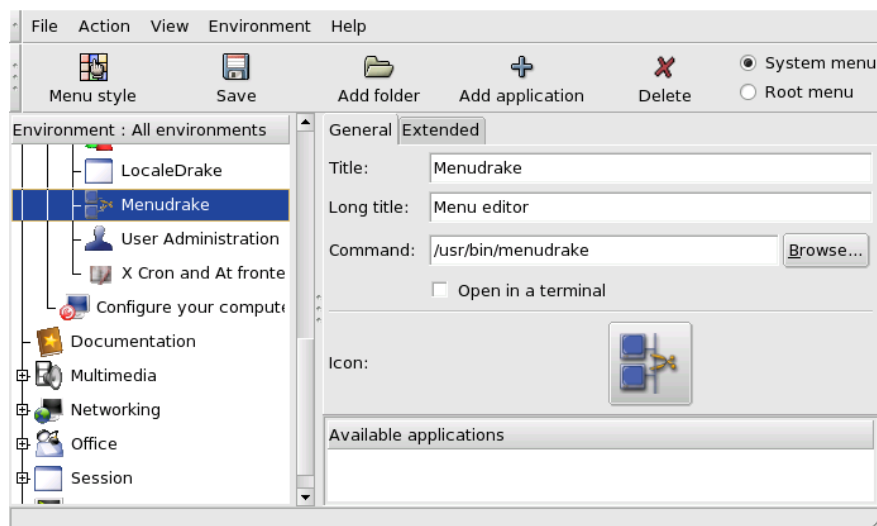 File Action View Environment Help
Menu style Save Add folder Add application Delete
System menu
Root menu
Environment : All environments
LocaleDrake
Menudrake
User Administration
X Cron and At fronte
Configure your compute
Documentation
Multimedia
Networking
Office
Session
General Extended
Title: Menudrake
Long title: Menu editor
Command: /usr/bin/menudrake Browse...
Open in a terminal
Icon:
Available applications